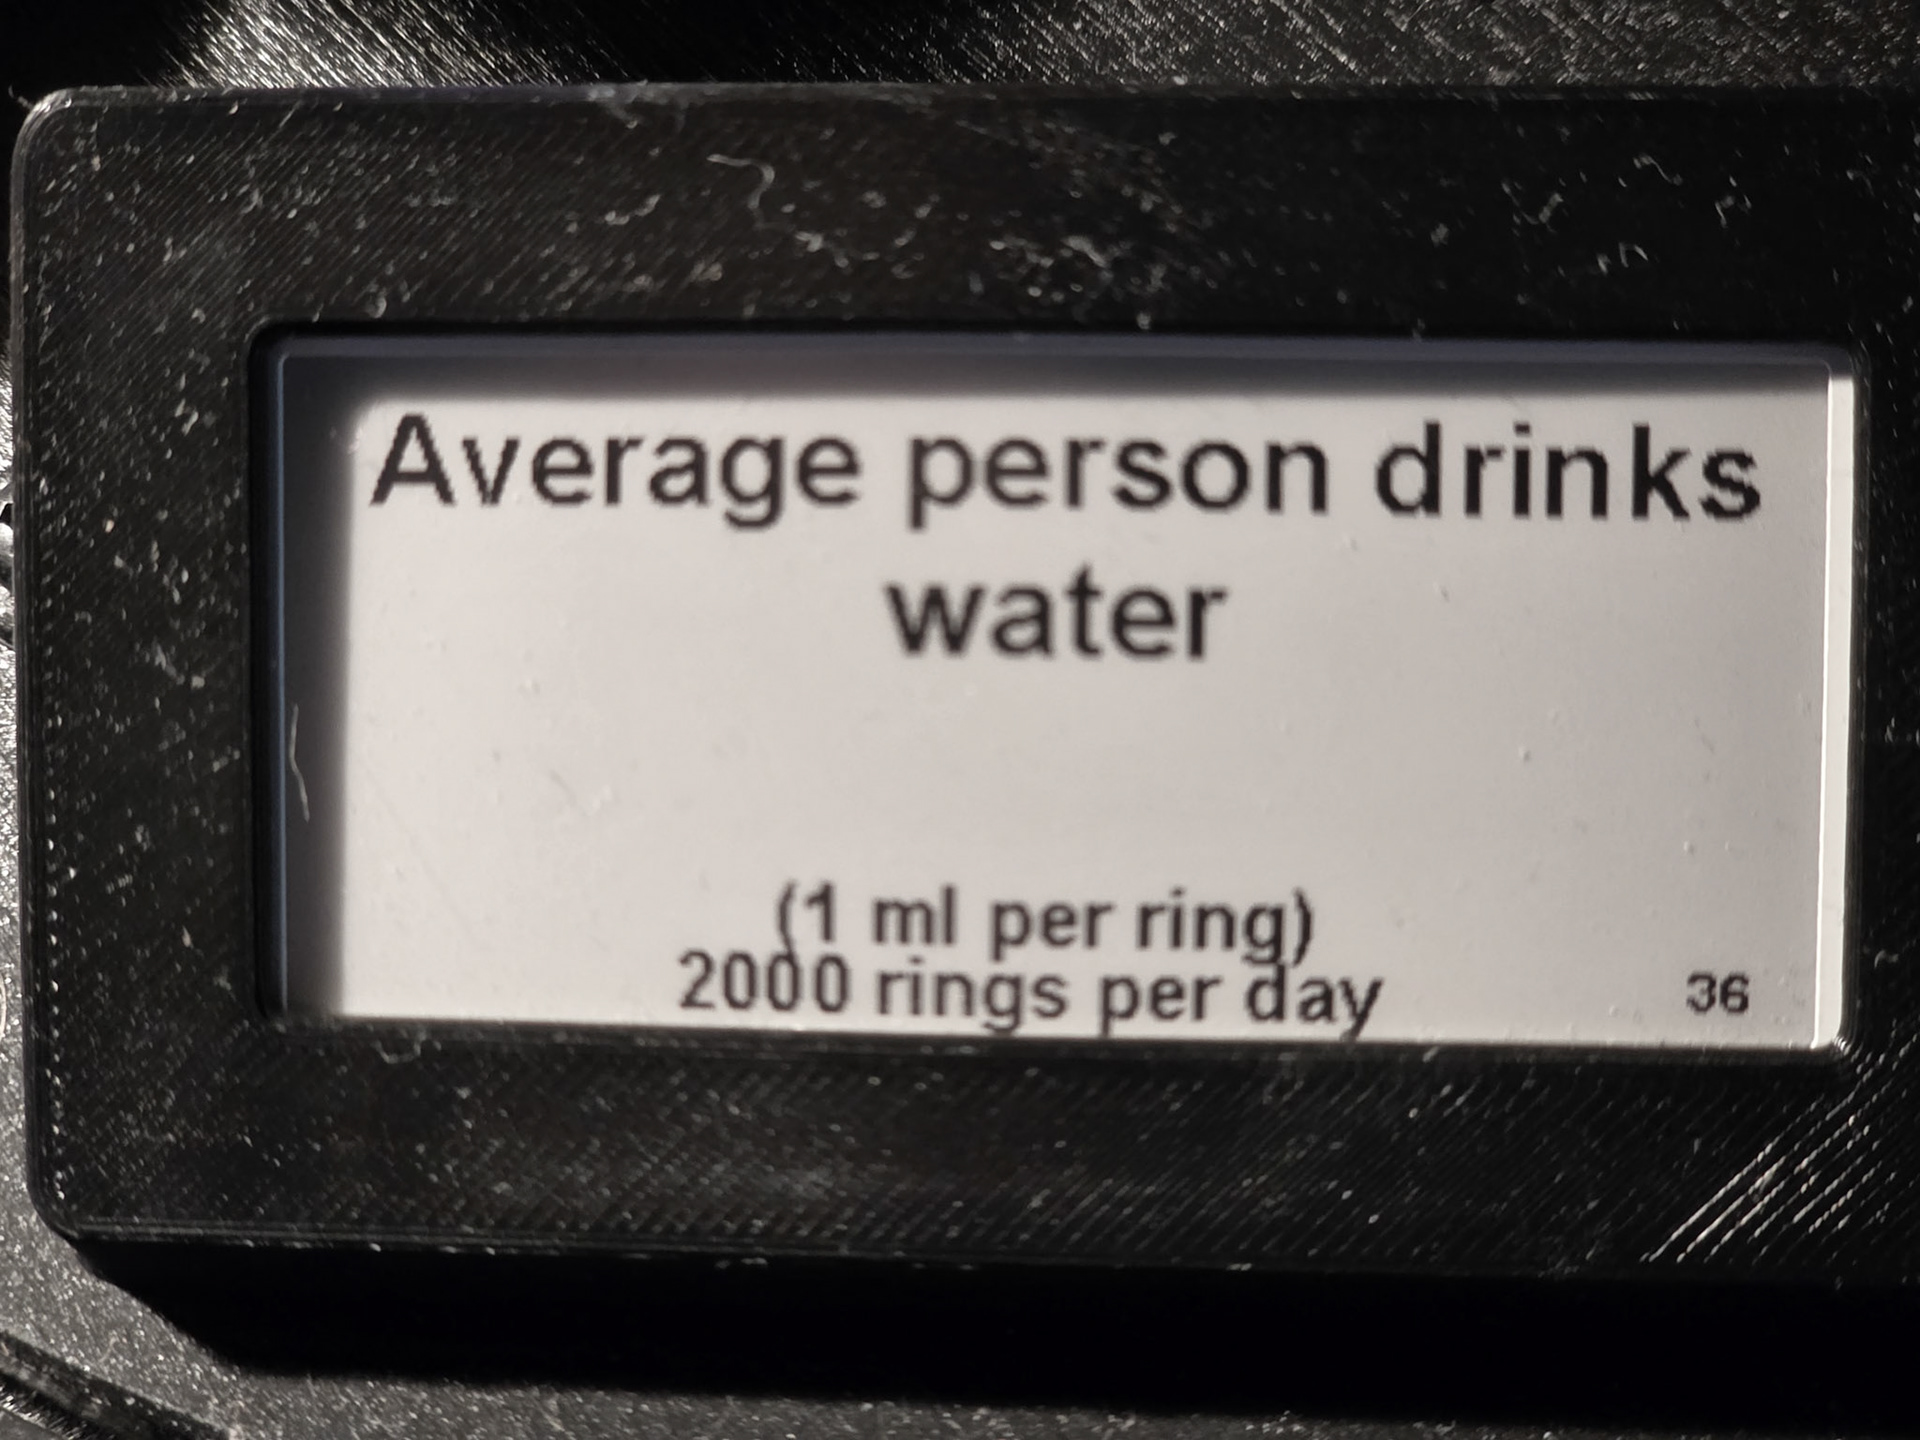 Average person drinks
water
(1 ml per ring)
2000 rings per day
36